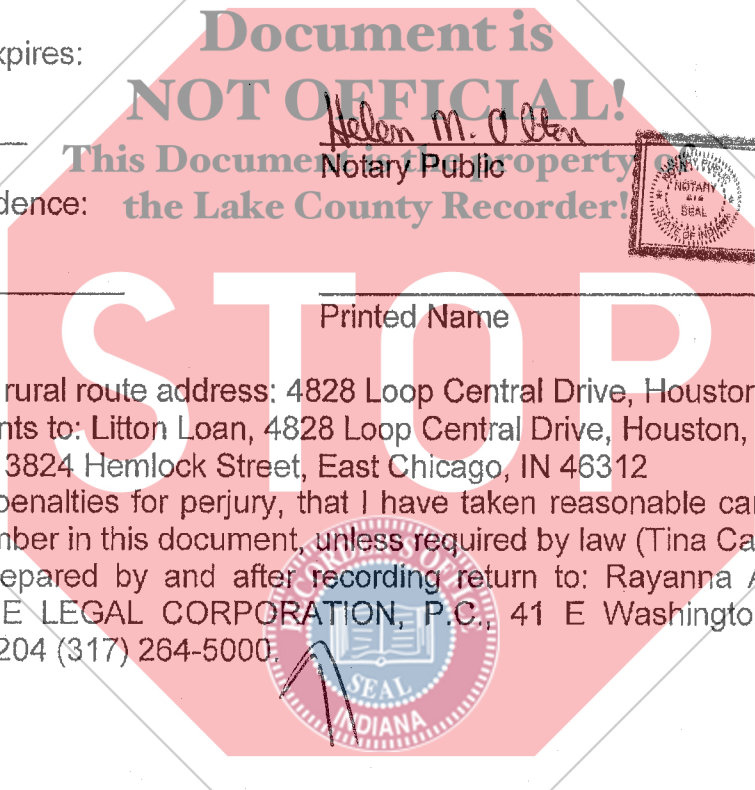 Document is
xpires:
NOT OFFICIAL!
Helen M.
This Document is the property of
Notary Public
NOTARY
SEAL
dence:
the Lake County Recorder!
STOP
Printed Name
rural route address: 4828 Loop Central Drive, Houston
nts to: Litton Loan, 4828 Loop Central Drive, Houston,
3824 Hemlock Street, East Chicago, IN 46312
penalties for perjury, that I have taken reasonable ca
mber in this document, unless required by law (Tina Ca
epared by and after recording return to: Rayanna A
E LEGAL CORPORATION, P.C., 41 E Washingto
204 (317) 264-5000.
SEAL
INDIANA